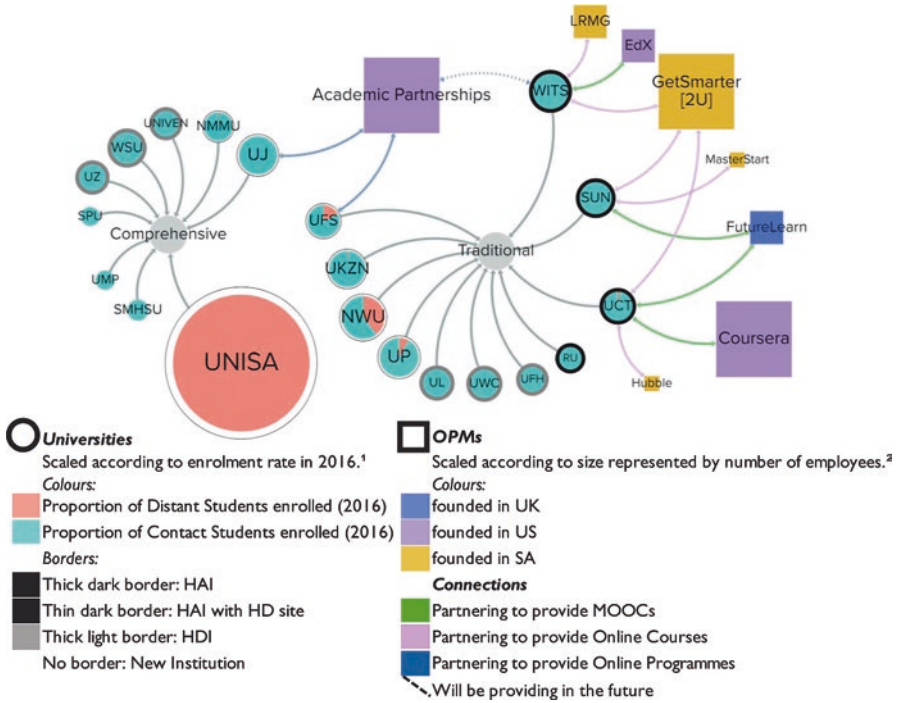 LRMG
EdX
GetSmarter
[2U]
Academic Partnerships
WITS
UNIVEN
NMMU
WSU
UJ
UZ
MasterStart
SUN
SPU
UFS
FutureLearn
Comprehensive
Traditional
UKZN
UMP
SMHSU
NWU
UCT
Coursera
UNISA
UP
RU
UL
UWC
UFH
Hubble
Universities
Scaled according to enrolment rate in 2016.¹
Colours:
Proportion of Distant Students enrolled (2016)
Proportion of Contact Students enrolled (2016)
Borders:
Thick dark border: HAI
Thin dark border: HAI with HD site
Thick light border: HDI
No border: New Institution
OPMs
Scaled according to size represented by number of employees.²
Colours:
founded in UK
founded in US
founded in SA
Connections
Partnering to provide MOOCs
Partnering to provide Online Courses
Partnering to provide Online Programmes
Will be providing in the future